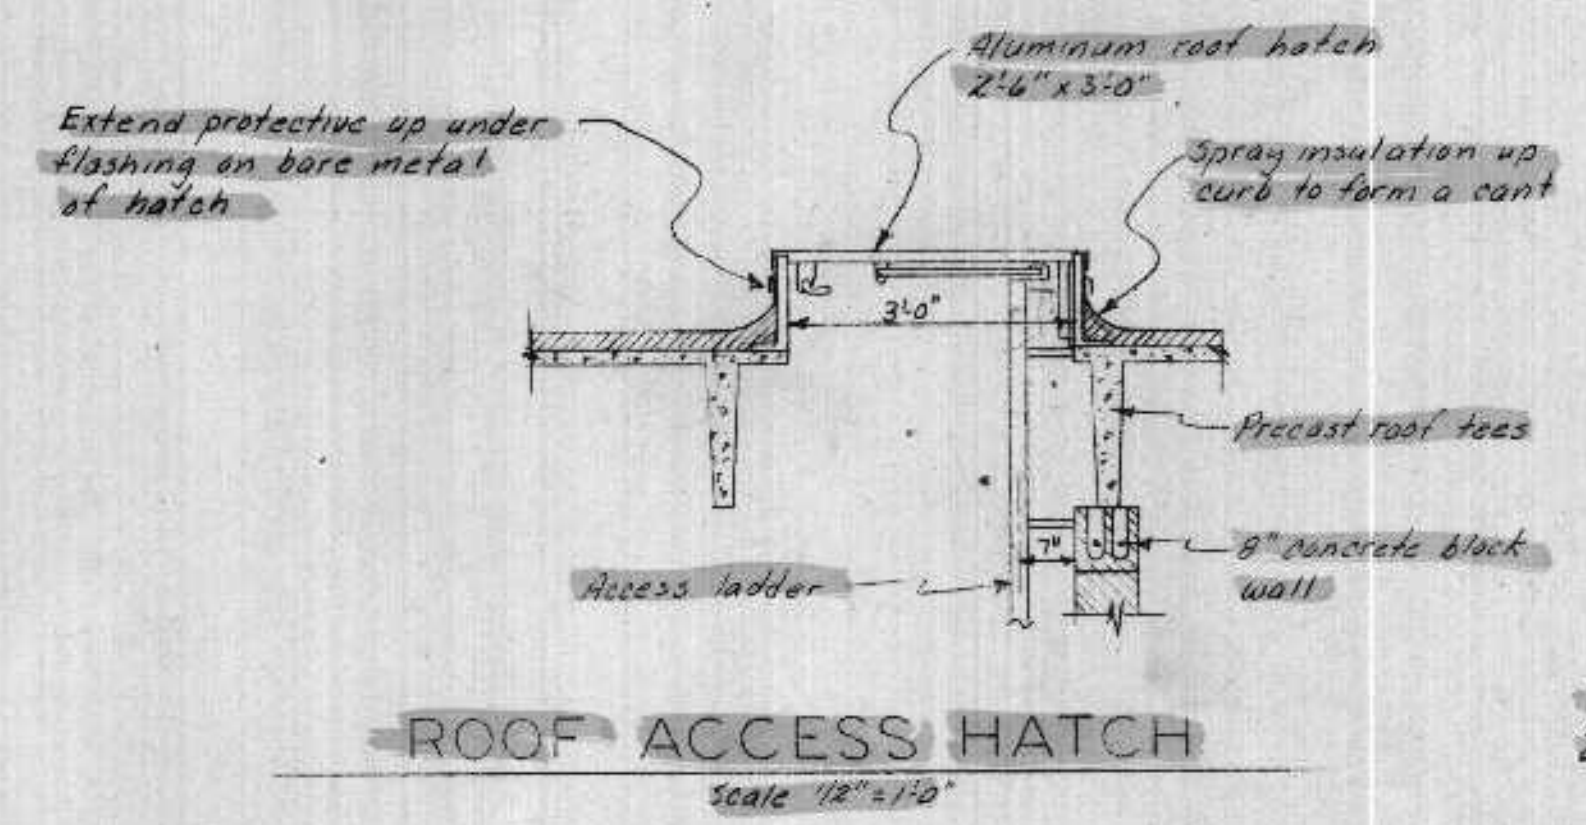 Aluminum roof hatch
2'-6" x 3'-0"
Extend protective up under
flashing on bare metal
of hatch
Spray insulation up
curb to form a cant
3'-0"
Precast roof tees
7"
8" concrete block
wall
Access ladder
ROOF ACCESS HATCH
Scale 1/2" = 1'-0"